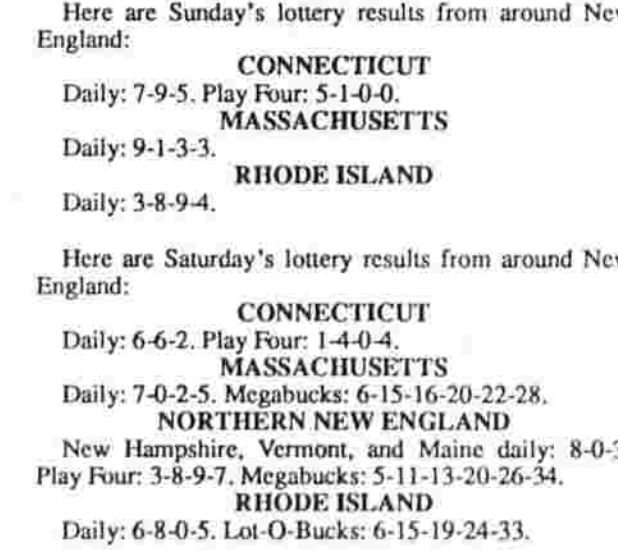 Here are Sunday's lottery results from around New
England:
CONNECTICUT
Daily: 7-9-5. Play Four: 5-1-0-0.
MASSACHUSETTS
Daily: 9-1-3-3.
RHODE ISLAND
Daily: 3-8-9-4.
Here are Saturday's lottery results from around New
England:
CONNECTICUT
Daily: 6-6-2. Play Four: 1-4-0-4.
MASSACHUSETTS
Daily: 7-0-2-5. Megabucks: 6-15-16-20-22-28.
NORTHERN NEW ENGLAND
New Hampshire, Vermont, and Maine daily: 8-0-3
Play Four: 3-8-9-7. Megabucks: 5-11-13-20-26-34.
RHODE ISLAND
Daily: 6-8-0-5. Lot-O-Bucks: 6-15-19-24-33.